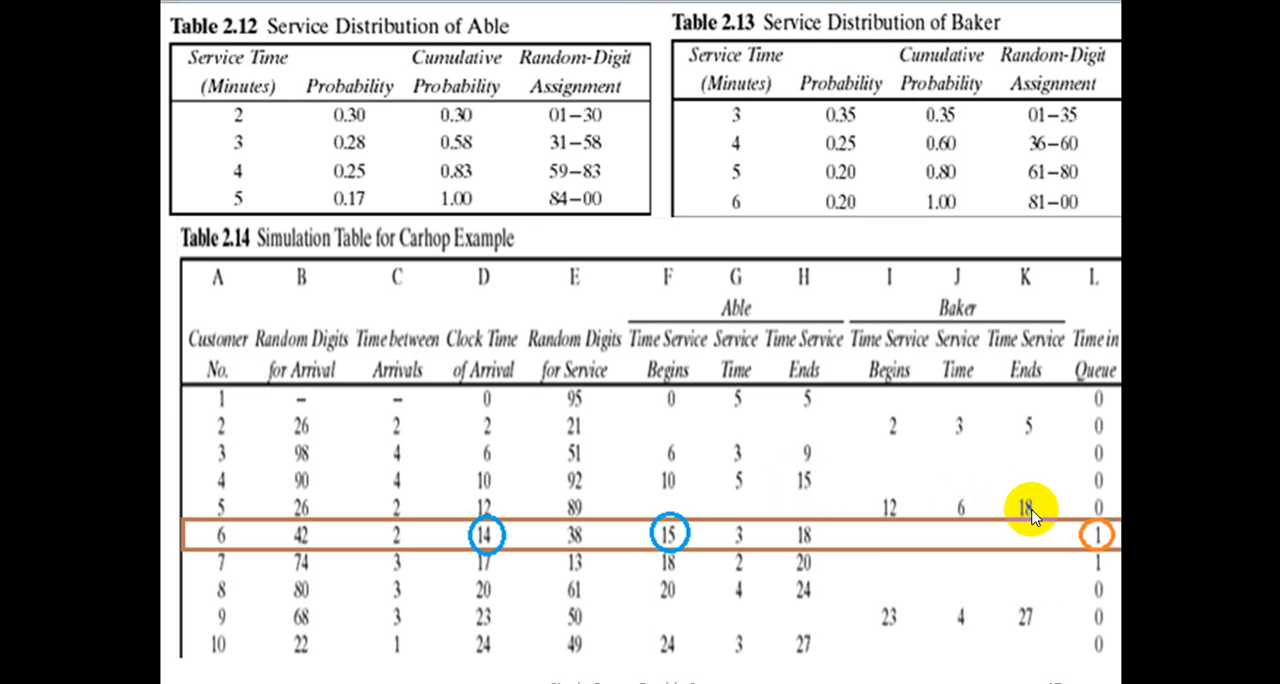 Table 2.12 Service Distribution of Able
Service Time Cumulative Random-Digit
(Minutes) Probability Probability Assignment
2 0.30 0.30 01–30
3 0.28 0.58 31–58
4 0.25 0.83 59–83
5 0.17 1.00 84–00
Table 2.13 Service Distribution of Baker
Service Time Cumulative Random-Digit
(Minutes) Probability Probability Assignment
3 0.35 0.35 01–35
4 0.25 0.60 36–60
5 0.20 0.80 61–80
6 0.20 1.00 81–00
Table 2.14 Simulation Table for Carhop Example
A B C D E F G H I J K L
Able Baker
Customer Random Digits Time between Clock Time Random Digits Time Service Service Time Service Time Service Service Time Service Time in
No. for Arrival Arrivals of Arrival for Service Begins Time Ends Begins Time Ends Queue
1 – – 0 95 0 5 5 0
2 26 2 2 21 2 3 5 0
3 98 4 6 51 6 3 9 0
4 90 4 10 92 10 5 15 0
5 26 2 12 89 12 6 18 0
6 42 2 14 38 15 3 18 1
7 74 3 17 13 18 2 20 1
8 80 3 20 61 20 4 24 0
9 68 3 23 50 23 4 27 0
10 22 1 24 49 24 3 27 0